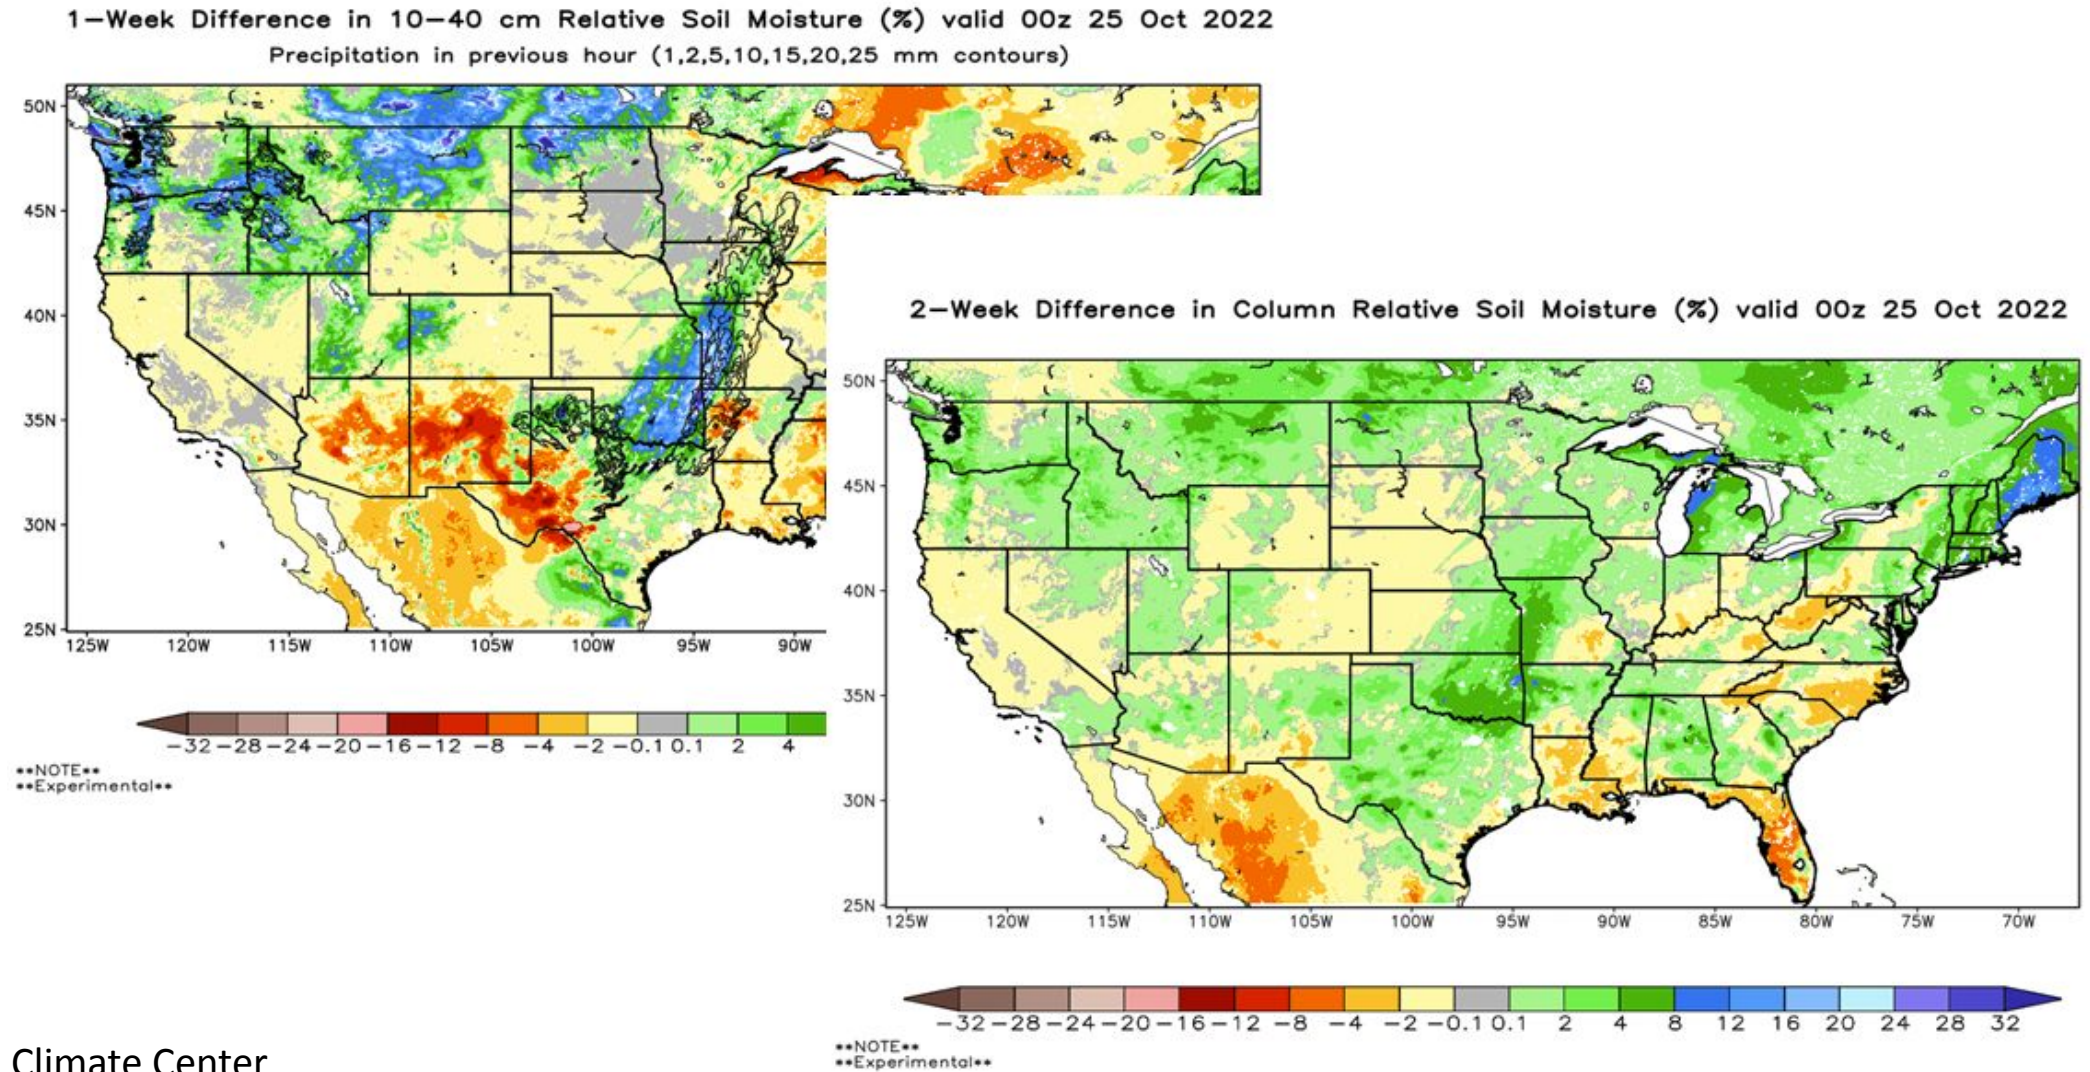 1-Week Difference in 10-40 cm Relative Soil Moisture (%) valid 00z 25 Oct 2022
Precipitation in previous hour (1,2,5,10,15,20,25 mm contours)
50N
45N
40N
35N
30N
25N
125W 120W 115W 110W 105W 100W 95W 90W
-32 -28 -24 -20 -16 -12 -8 -4 -2 -0.1 0.1 2 4
**NOTE**
**Experimental**
2-Week Difference in Column Relative Soil Moisture (%) valid 00z 25 Oct 2022
50N
45N
40N
35N
30N
25N
125W 120W 115W 110W 105W 100W 95W 90W 85W 80W 75W 70W
-32 -28 -24 -20 -16 -12 -8 -4 -2 -0.1 0.1 2 4 8 12 16 20 24 28 32
**NOTE**
**Experimental**
Climate Center